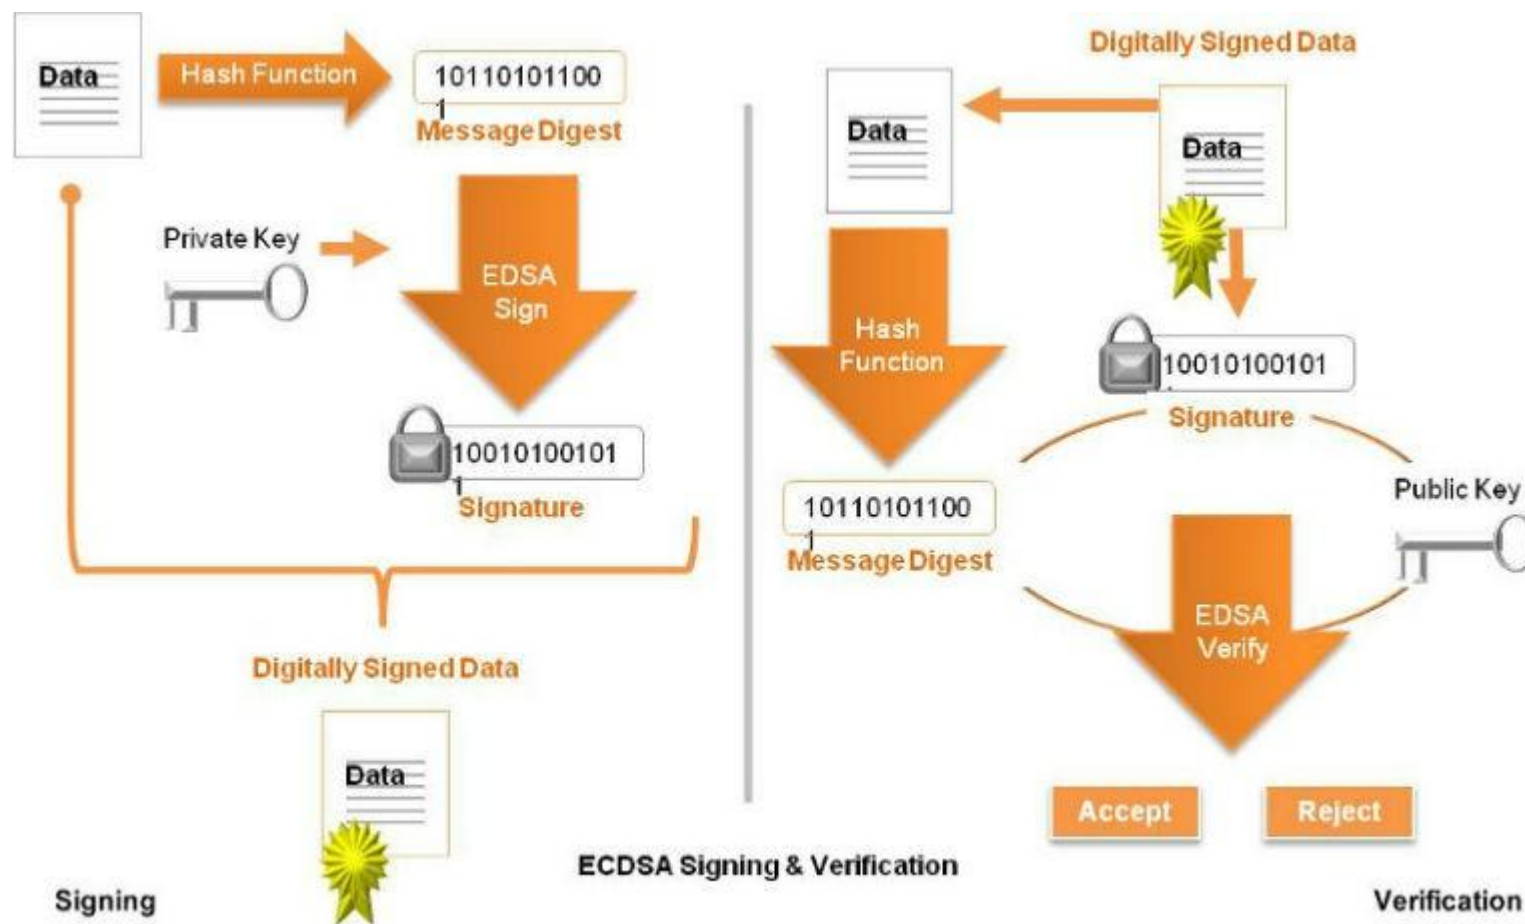 Data
Hash Function
10110101100
1
Message Digest
Private Key
EDSA
Sign
10010100101
1
Signature
Digitally Signed Data
Data
Signing
Digitally Signed Data
Data
Data
Hash
Function
10010100101
Signature
10110101100
1
Message Digest
Public Key
EDSA
Verify
Accept
Reject
ECDSA Signing & Verification
Verification